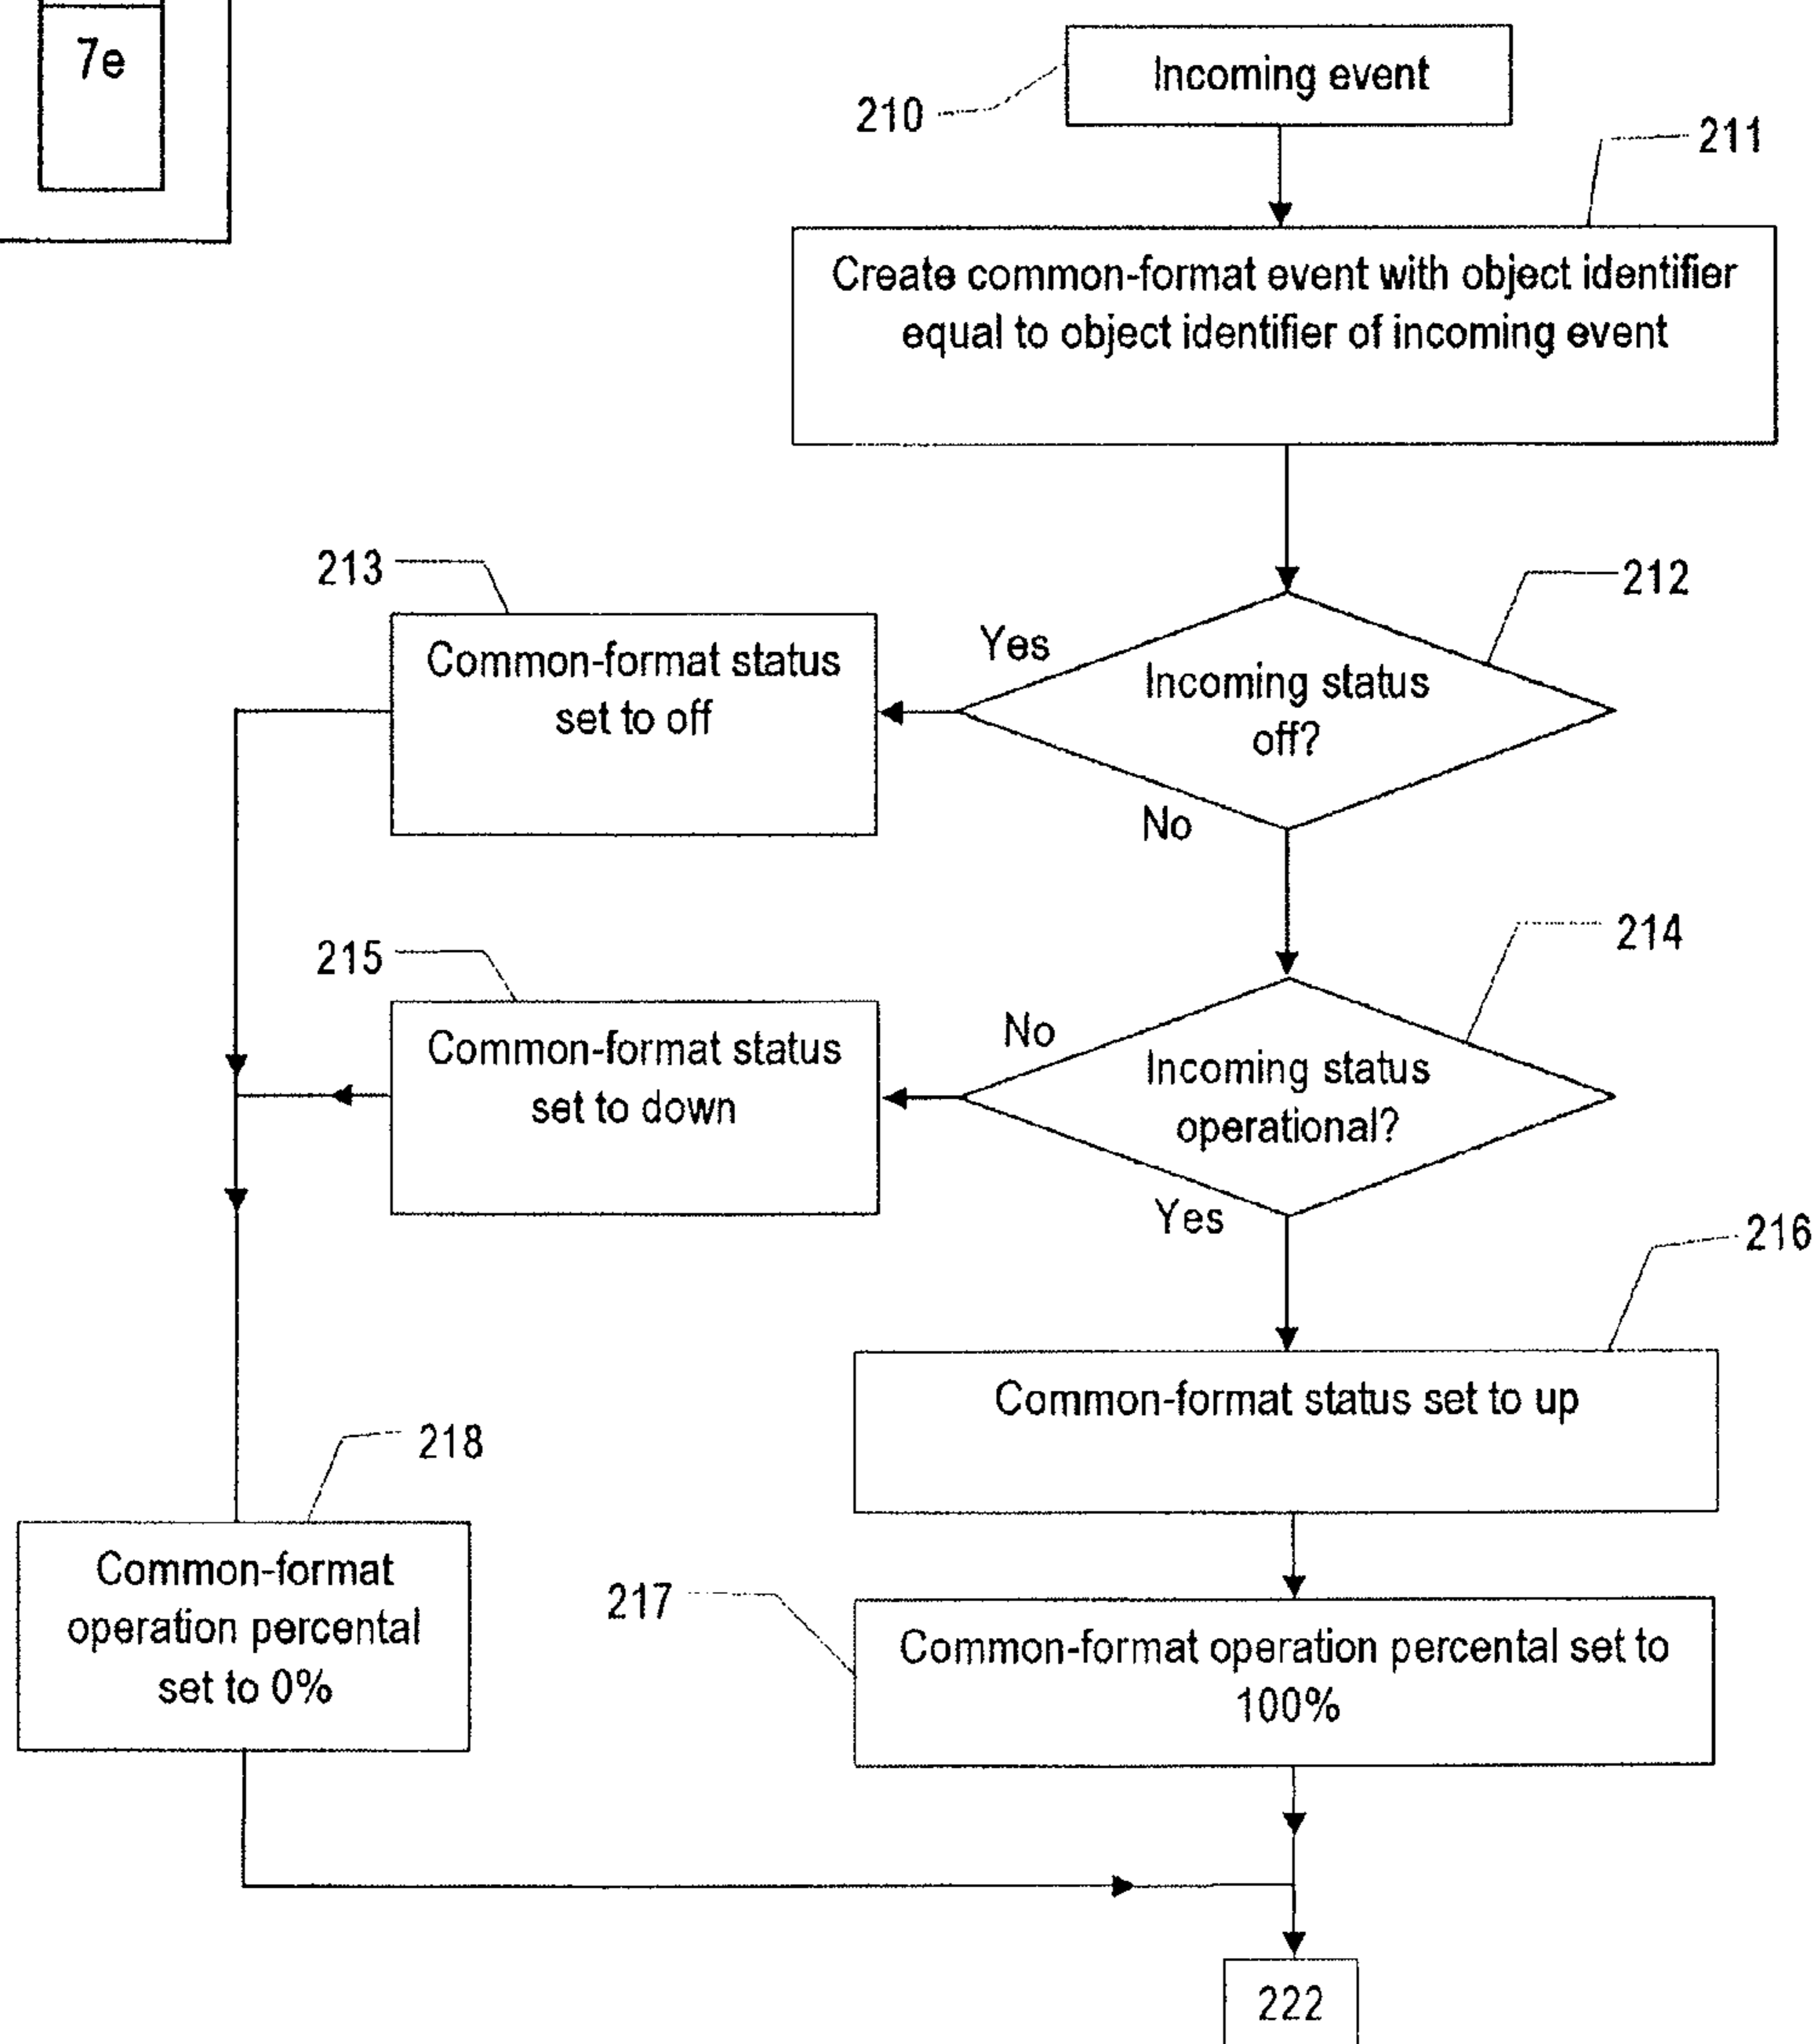 7e
Incoming event
210
211
Create common-format event with object identifier
equal to object identifier of incoming event
213
212
Yes
Common-format status
set to off
Incoming status
off?
No
214
215
No
Common-format status
set to down
Incoming status
operational?
Yes
216
Common-format status set to up
218
Common-format
operation percental
set to 0%
217
Common-format operation percental set to
100%
222